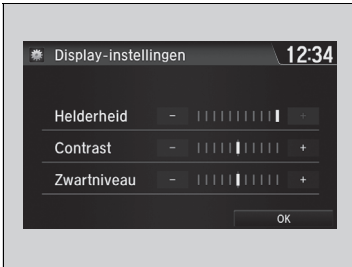 Display-instellingen 12:34
Helderheid - +
Contrast - +
Zwartniveau - +
OK